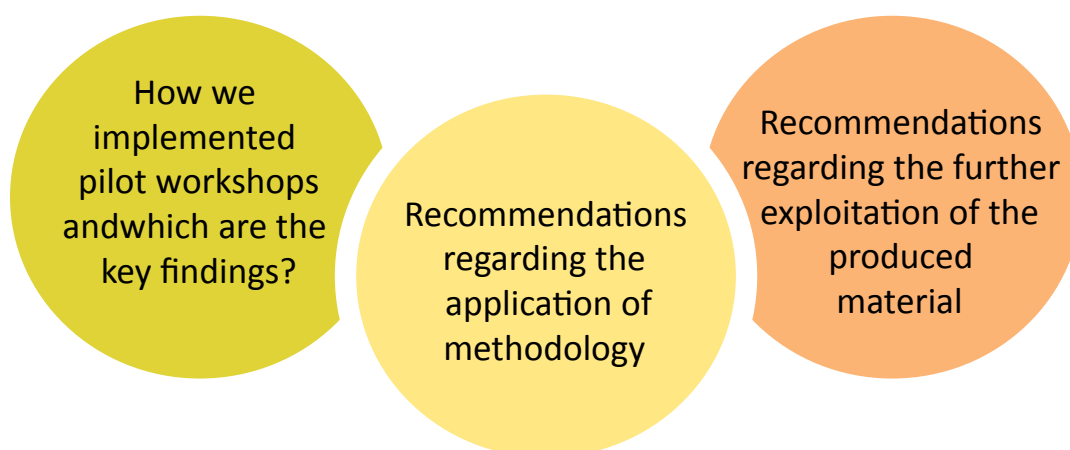 How we
implemented
pilot workshops
andwhich are the
key findings?
Recommendations
regarding the
application of
methodology
Recommendations
regarding the further
exploitation of the
produced
material